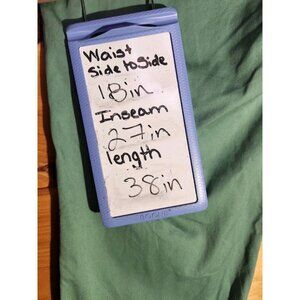 Waist
Side to Side
18in
Inseam
27in
length
38in